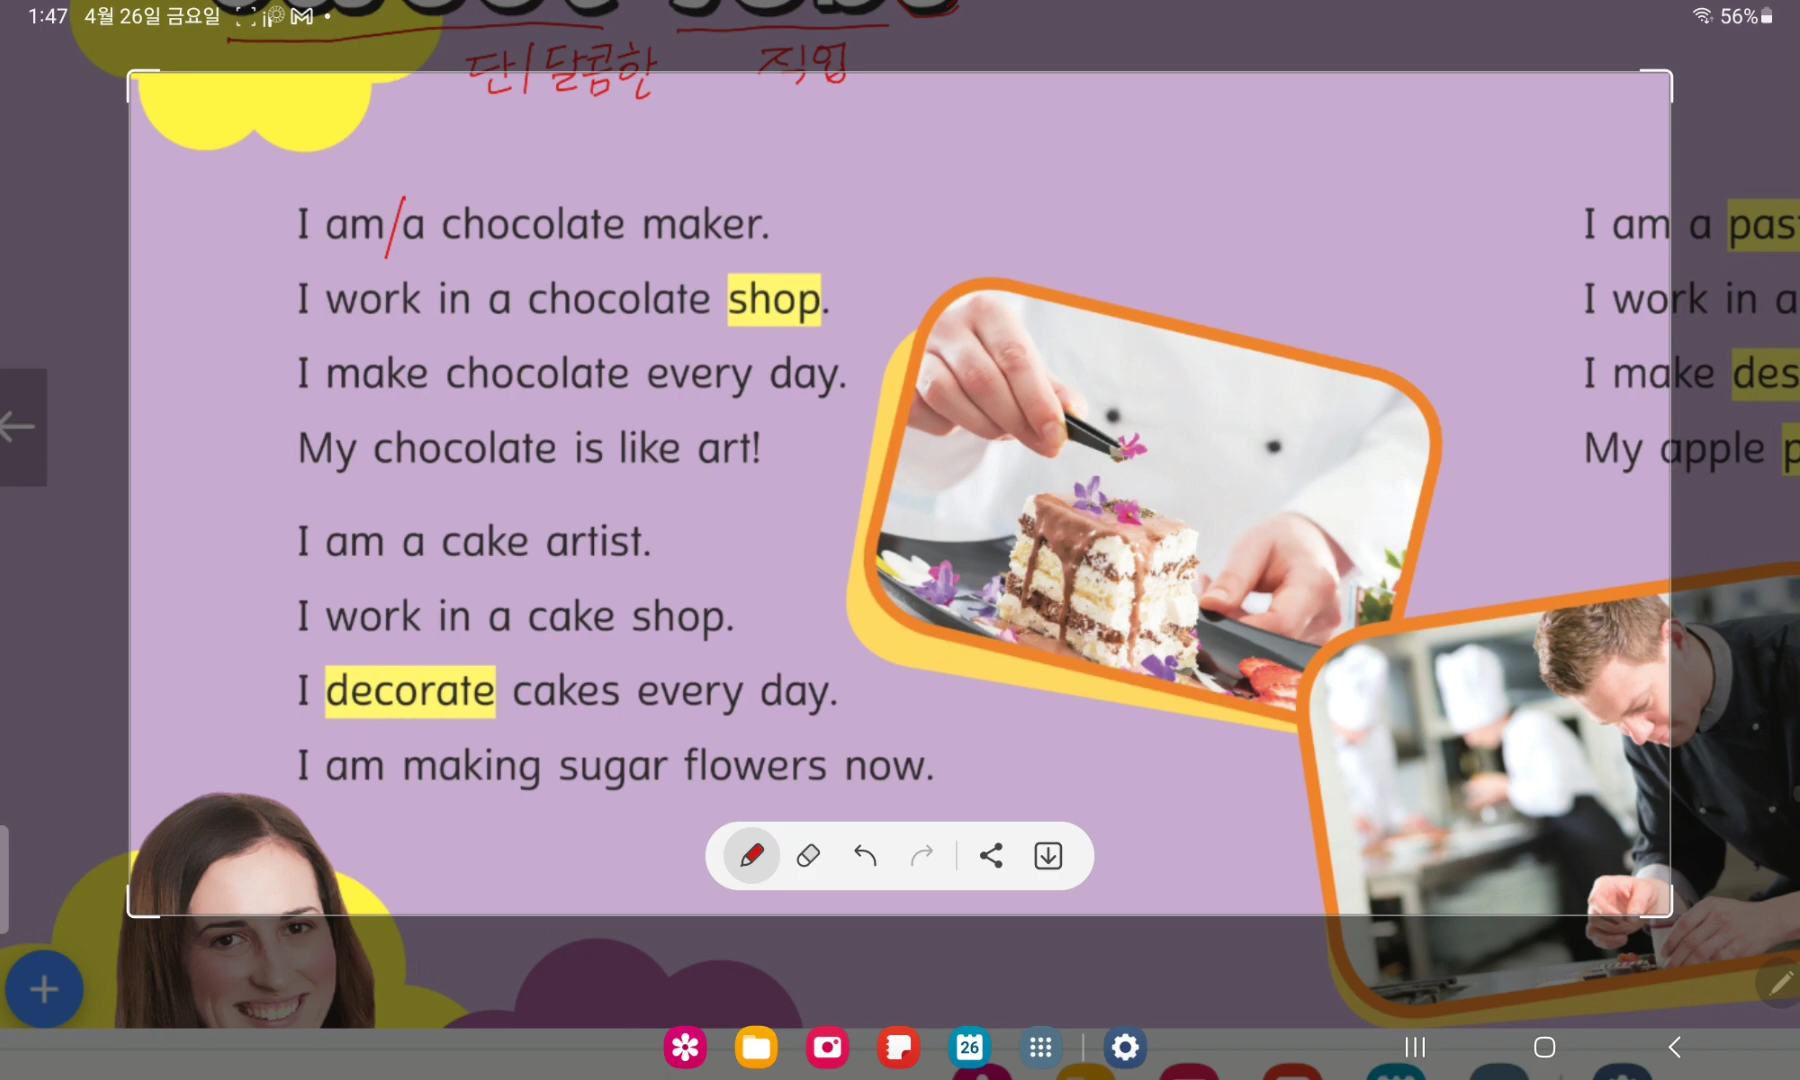 1:47 4월 26일 금요일
56%
단/달콤한 직업
I am/a chocolate maker.
I work in a chocolate shop.
I make chocolate every day.
My chocolate is like art!
I am a cake artist.
I work in a cake shop.
I decorate cakes every day.
I am making sugar flowers now.
I am a past
I work in a
I make des
My apple p
26